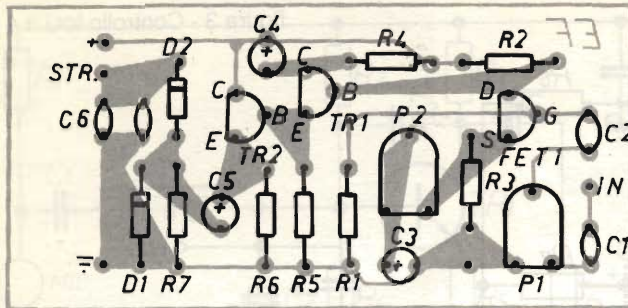 + D2 C4 R4 R2
STR. C C D G
C6 B B P2 C2
E E TR1 S
TR2 FET1
C5 R3 IN
C3 C1
D1 R7 R6 R5 R1 P1